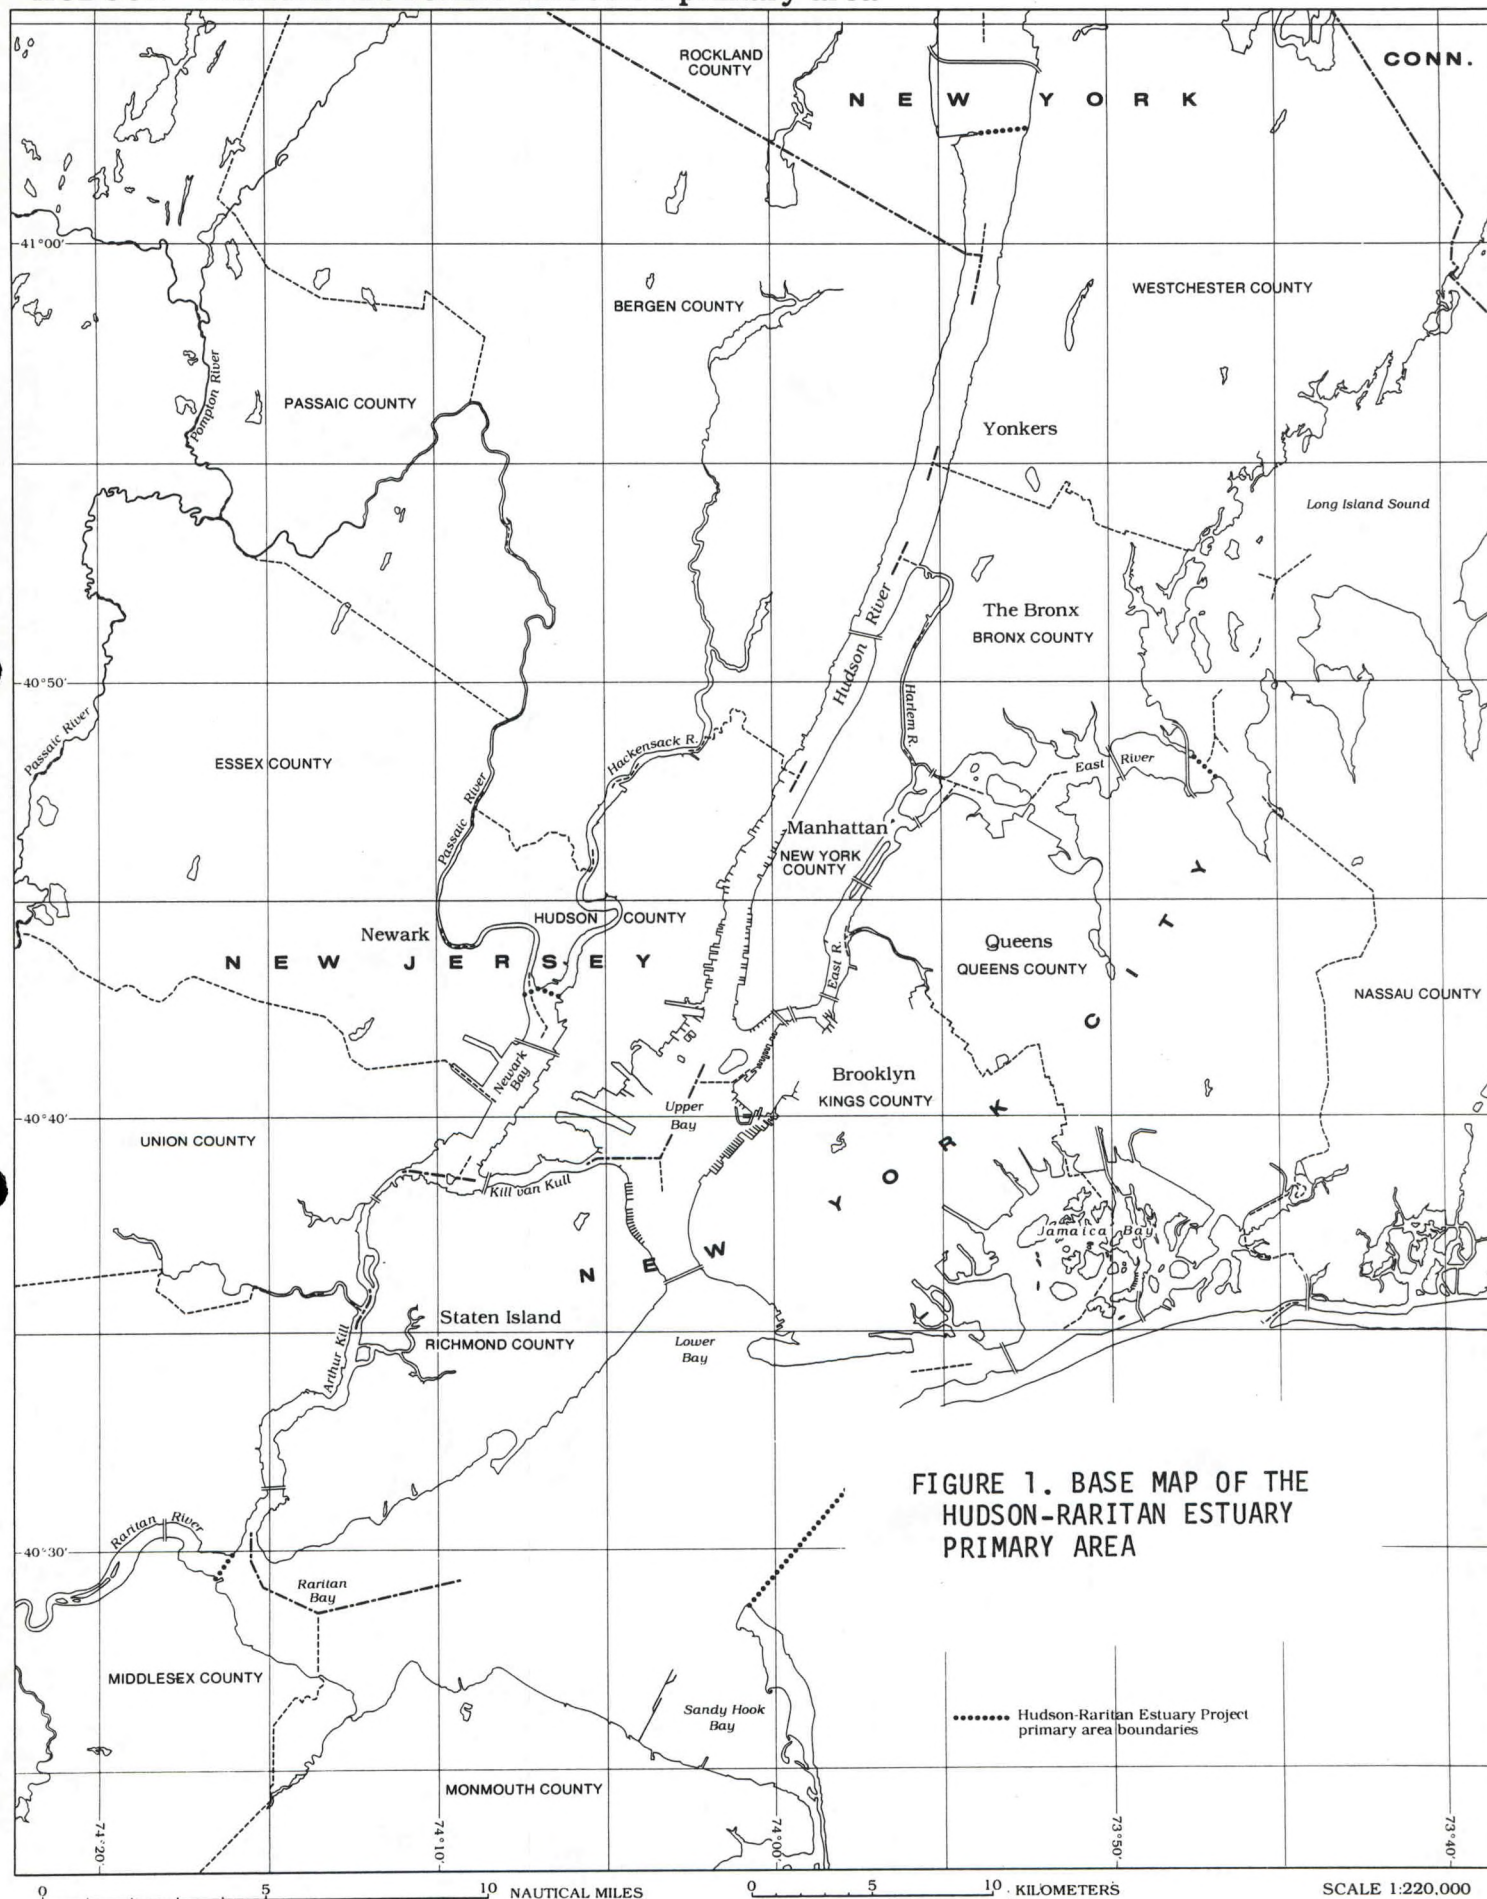 primary area
CONN.
ROCKLAND
COUNTY
NEW YORK
41°00'
WESTCHESTER COUNTY
BERGEN COUNTY
Pompton River
PASSAIC COUNTY
Yonkers
Long Island Sound
Hudson River
The Bronx
BRONX COUNTY
40°50'
Harlem R.
Passaic River
Hackensack R.
ESSEX COUNTY
East River
Passaic River
Manhattan
NEW YORK
COUNTY
HUDSON COUNTY
Newark
NEW JERSEY
East R.
Queens
QUEENS COUNTY
NASSAU COUNTY
NEW YORK CITY
Newark
Bay
Brooklyn
KINGS COUNTY
Upper
Bay
40°40'
UNION COUNTY
Kill van Kull
Jamaica Bay
Staten Island
RICHMOND COUNTY
Arthur Kill
Lower
Bay
FIGURE 1. BASE MAP OF THE
HUDSON-RARITAN ESTUARY
PRIMARY AREA
Raritan River
40°30'
Raritan
Bay
MIDDLESEX COUNTY
Sandy Hook
Bay
Hudson-Raritan Estuary Project
primary area boundaries
MONMOUTH COUNTY
74°20'
74°10'
74°00'
73°50'
73°40'
0 5 10 NAUTICAL MILES
0 5 10 KILOMETERS
SCALE 1:220,000